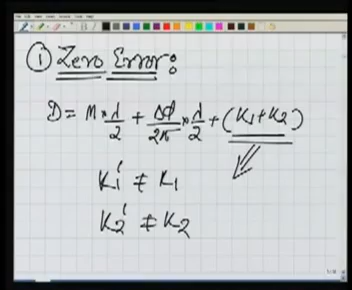 ① Zero Error:
D = M * λ/2 + Δφ/2π * λ/2 + (K1+K2)
K1' ≠ K1
K2' ≠ K2